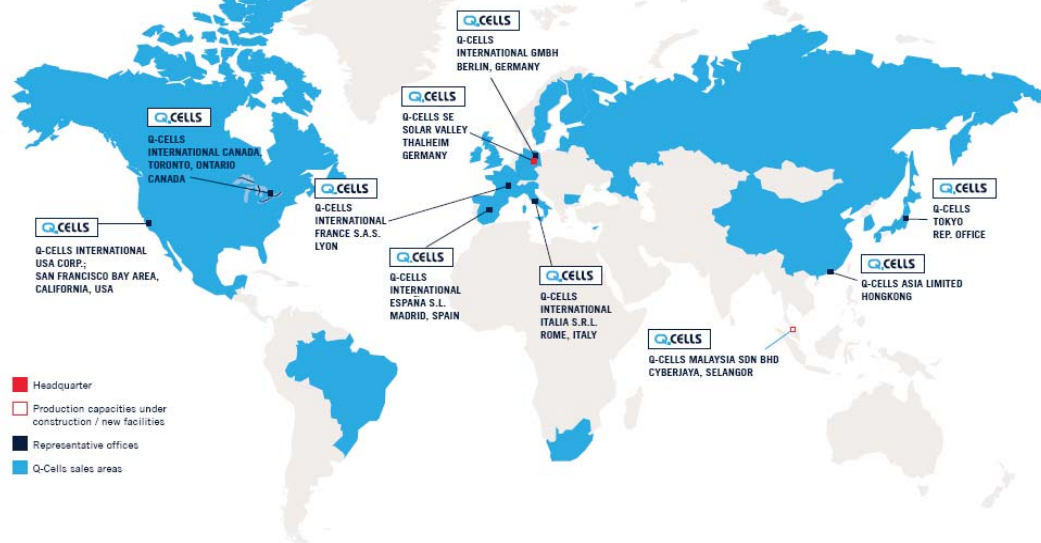 Q.CELLS
Q-CELLS
INTERNATIONAL GMBH
BERLIN, GERMANY
Q.CELLS
Q-CELLS SE
SOLAR VALLEY
THALHEIM
GERMANY
Q.CELLS
Q-CELLS
INTERNATIONAL CANADA,
TORONTO, ONTARIO
CANADA
Q.CELLS
Q-CELLS
INTERNATIONAL
FRANCE S.A.S.
LYON
Q.CELLS
Q-CELLS
TOKYO
REP. OFFICE
Q.CELLS
Q-CELLS INTERNATIONAL
USA CORP.;
SAN FRANCISCO BAY AREA,
CALIFORNIA, USA
Q.CELLS
Q-CELLS
INTERNATIONAL
ESPAÑA S.L.
MADRID, SPAIN
Q.CELLS
Q-CELLS
INTERNATIONAL
ITALIA S.R.L.
ROME, ITALY
Q.CELLS
Q-CELLS ASIA LIMITED
HONGKONG
Q.CELLS
Q-CELLS MALAYSIA SDN BHD
CYBERJAYA, SELANGOR
Headquarter
Production capacities under
construction / new facilities
Representative offices
Q-Cells sales areas